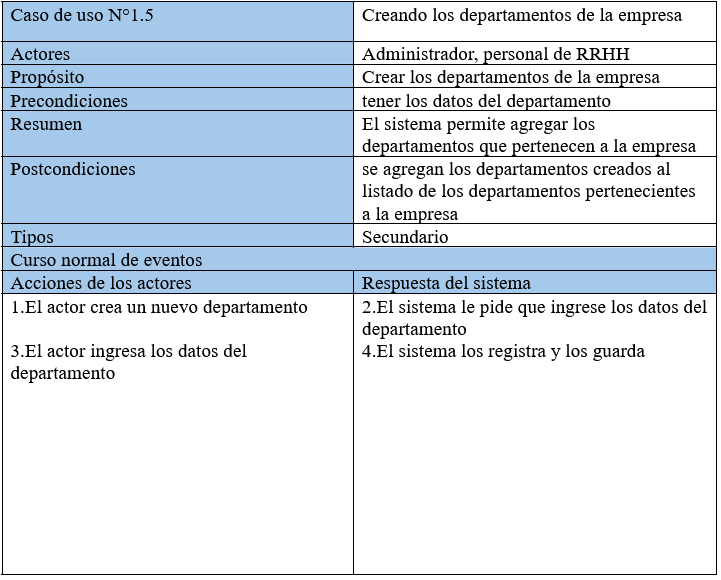 Caso de uso N°1.5
Creando los departamentos de la empresa
Actores
Administrador, personal de RRHH
Propósito
Crear los departamentos de la empresa
Precondiciones
tener los datos del departamento
Resumen
El sistema permite agregar los
departamentos que pertenecen a la empresa
Postcondiciones
se agregan los departamentos creados al
listado de los departamentos pertenecientes
a la empresa
Tipos
Secundario
Curso normal de eventos
Acciones de los actores
Respuesta del sistema
1.El actor crea un nuevo departamento
2.El sistema le pide que ingrese los datos del
departamento
3.El actor ingresa los datos del
departamento
4.El sistema los registra y los guarda